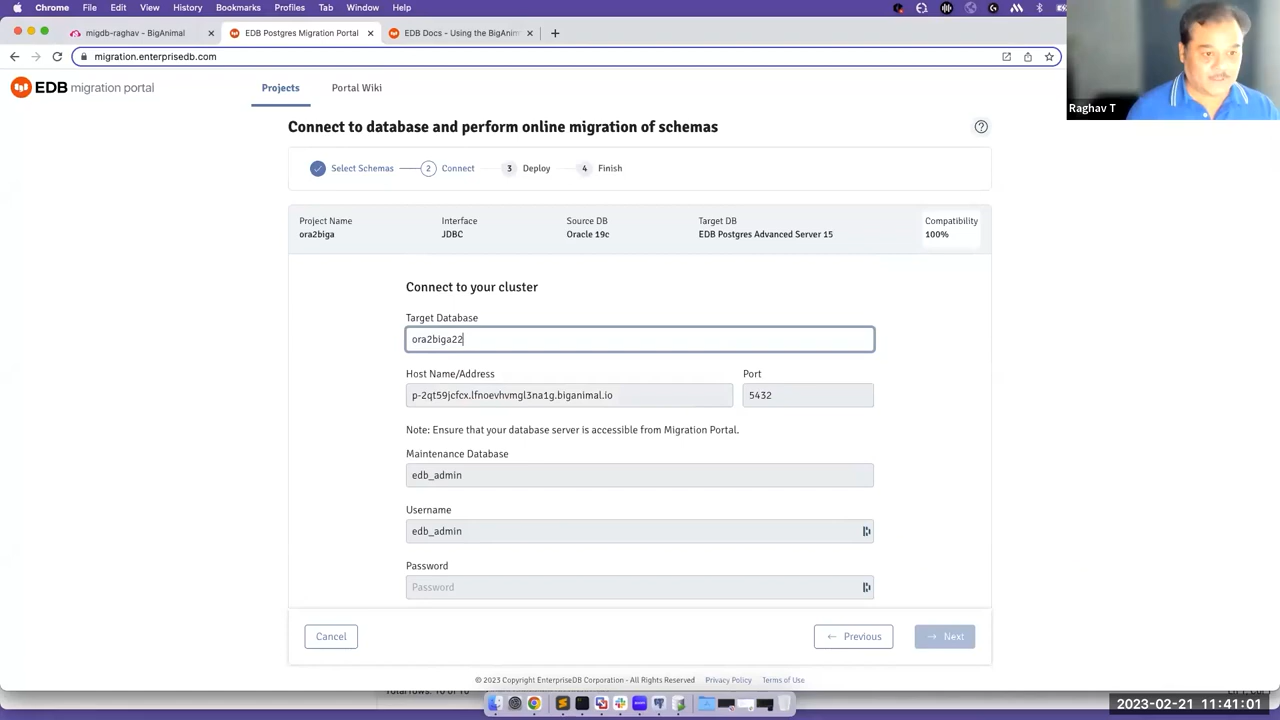 Chrome File Edit View History Bookmarks Profiles Tab Window Help
migdb-raghav - BigAnimal
EDB Postgres Migration Portal
EDB Docs - Using the BigAnim
migration.enterprisedb.com
EDB migration portal
Projects
Portal Wiki
Raghav T
Connect to database and perform online migration of schemas
Select Schemas 2 Connect 3 Deploy 4 Finish
Project Name Interface Source DB Target DB Compatibility
ora2biga JDBC Oracle 19c EDB Postgres Advanced Server 15 100%
Connect to your cluster
Target Database
ora2biga22
Host Name/Address Port
p-2qt59jcfcx.lfnoevhvmgl3na1g.biganimal.io 5432
Note: Ensure that your database server is accessible from Migration Portal.
Maintenance Database
edb_admin
Username
edb_admin
Password
Password
Cancel ← Previous → Next
© 2023 Copyright EnterpriseDB Corporation - All Rights Reserved Privacy Policy Terms of Use
2023-02-21 11:41:01